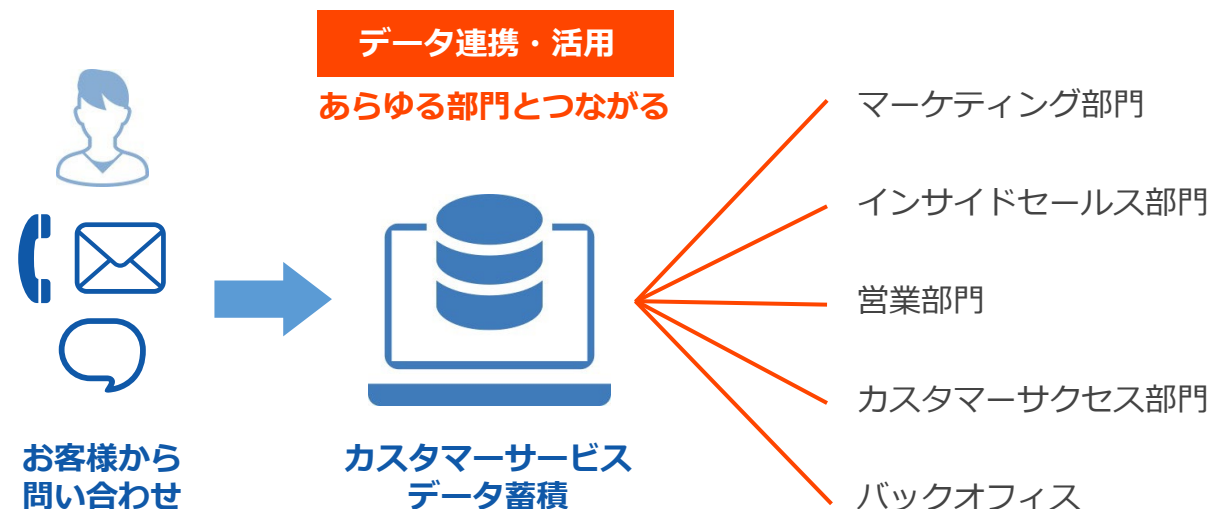 データ連携・活用
あらゆる部門とつながる
お客様から
問い合わせ
カスタマーサービス
データ蓄積
マーケティング部門
インサイドセールス部門
営業部門
カスタマーサクセス部門
バックオフィス